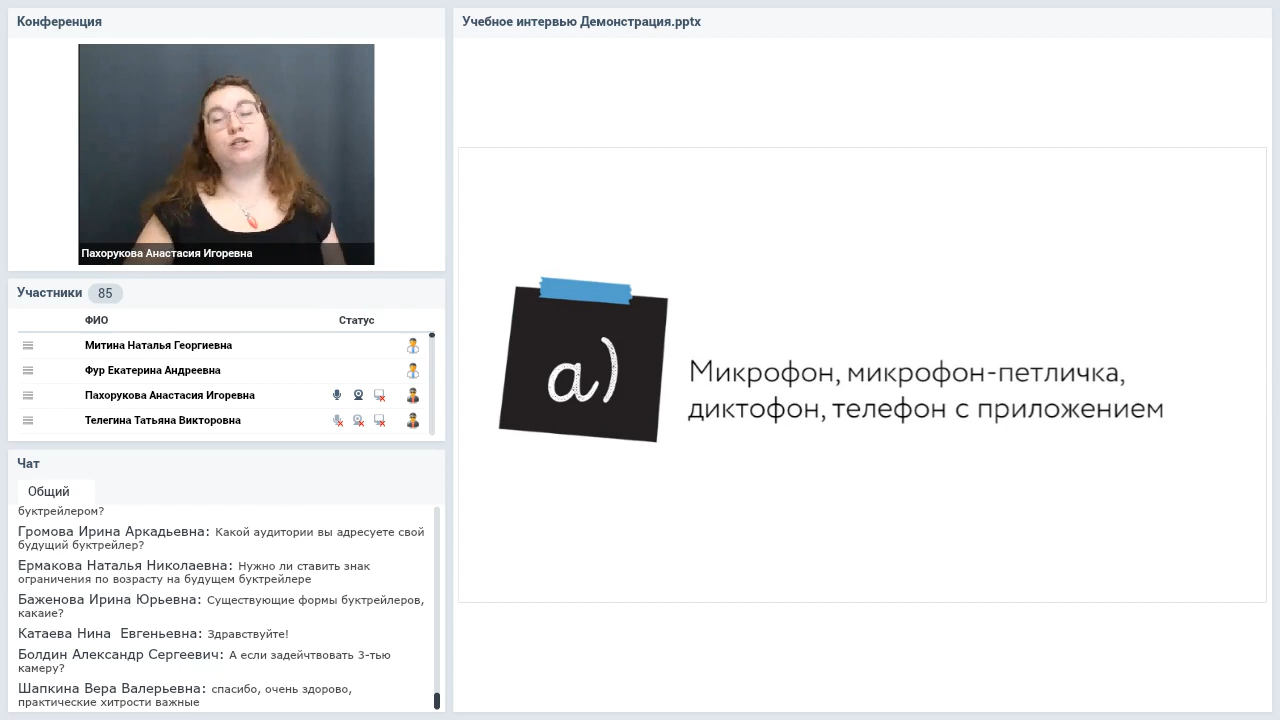 Конференция
Пахорукова Анастасия Игоревна
Участники 85
ФИО Статус
Митина Наталья Георгиевна
Фур Екатерина Андреевна
Пахорукова Анастасия Игоревна
Телегина Татьяна Викторовна
Чат
Общий
буктрейлером?
Громова Ирина Аркадьевна: Какой аудитории вы адресуете свой
будущий буктрейлер?
Ермакова Наталья Николаевна: Нужно ли ставить знак
ограничения по возрасту на будущем буктрейлере
Баженова Ирина Юрьевна: Существующие формы буктрейлеров,
какаие?
Катаева Нина  Евгеньевна: Здравствуйте!
Болдин Александр Сергеевич: А если задейчтвовать 3-тью
камеру?
Шапкина Вера Валерьевна: спасибо, очень здорово,
практические хитрости важные
Учебное интервью Демонстрация.pptx
а)
Микрофон, микрофон-петличка,
диктофон, телефон с приложением